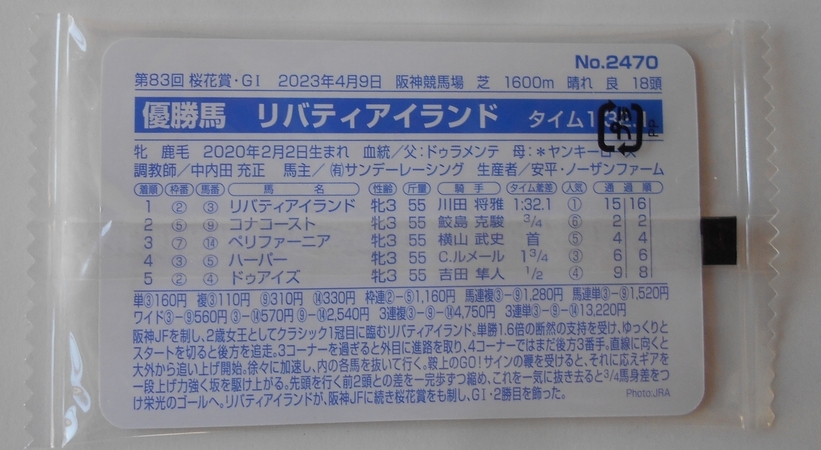 No.2470
第83回 桜花賞・GI 2023年4月9日 阪神競馬場 芝 1600m 晴れ 良 18頭
優勝馬 リバティアイランド タイム1:32.1
牝 鹿毛 2020年2月2日生まれ 血統/父:ドゥラメンテ 母:*ヤンキーローズ
調教師/中内田 充正 馬主/㈲サンデーレーシング 生産者/安平・ノーザンファーム
着順 枠番 馬番 馬名 性齢 斤量 騎手 タイム着差 人気 通過順
1 ② ③ リバティアイランド 牝3 55 川田 将雅 1:32.1 ① 15 16
2 ⑤ ⑨ コナコースト 牝3 55 鮫島 克駿 3/4 ⑥ 2 2
3 ⑦ ⑭ ペリファーニア 牝3 55 横山 武史 首 ⑤ 4 4
4 ③ ⑤ ハーパー 牝3 55 C.ルメール 1 3/4 ③ 6 6
5 ② ④ ドゥアイズ 牝3 55 吉田 隼人 1/2 ④ 9 8
単③160円 複③110円 ⑨310円 ⑭330円 枠連②-⑤1,160円 馬連複③-⑨1,280円 馬連単③-⑨1,520円
ワイド③-⑨560円 ③-⑭570円 ⑨-⑭2,540円 3連複③-⑨-⑭4,750円 3連単③-⑨-⑭13,220円
阪神JFを制し、2歳女王としてクラシック1冠目に臨むリバティアイランド。単勝1.6倍の断然の支持を受け、ゆっくりと
スタートを切ると後方を追走。3コーナーを過ぎると外目に進路を取り、4コーナーではまだ後方3番手。直線に向くと
大外から追い上げ開始。徐々に加速し、内の各馬を抜いて行く。鞍上のGO!サインの鞭を受けると、それに応えギアを
一段上げ力強く坂を駆け上がる。先頭を行く前2頭との差を一完歩ずつ縮め、これを一気に抜き去ると3/4馬身差をつ
け栄光のゴールへ。リバティアイランドが、阪神JFに続き桜花賞をも制し、GI・2勝目を飾った。
Photo:JRA
プラ
PP